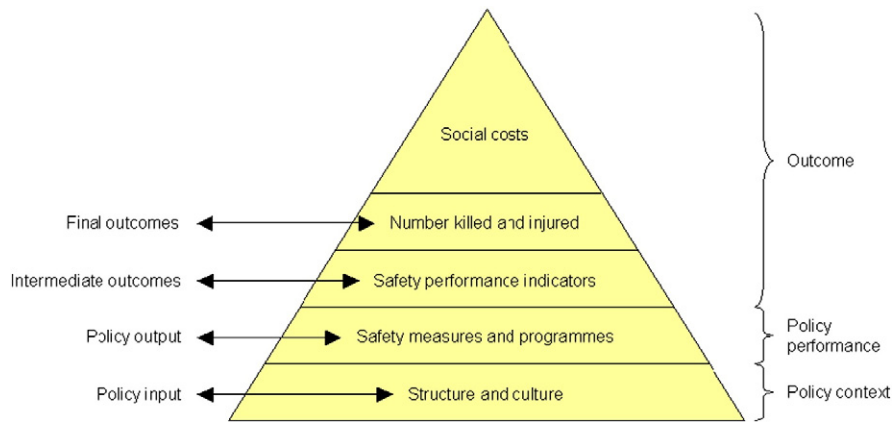 Social costs
Outcome
Final outcomes
Number killed and injured
Intermediate outcomes
Safety performance indicators
Policy output
Safety measures and programmes
Policy
performance
Policy input
Structure and culture
Policy context